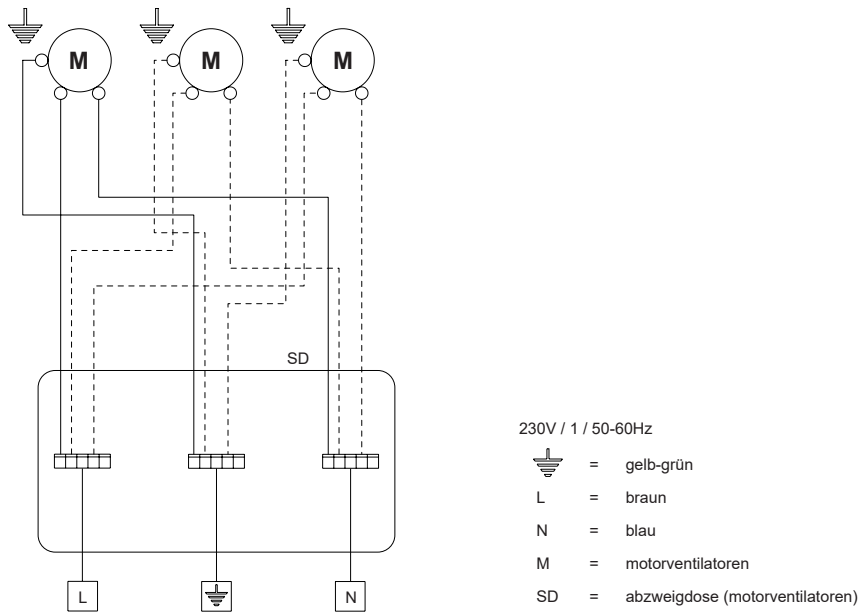 M M M
SD
L N
230V / 1 / 50-60Hz
= gelb-grün
L = braun
N = blau
M = motorventilatoren
SD = abzweigdose (motorventilatoren)